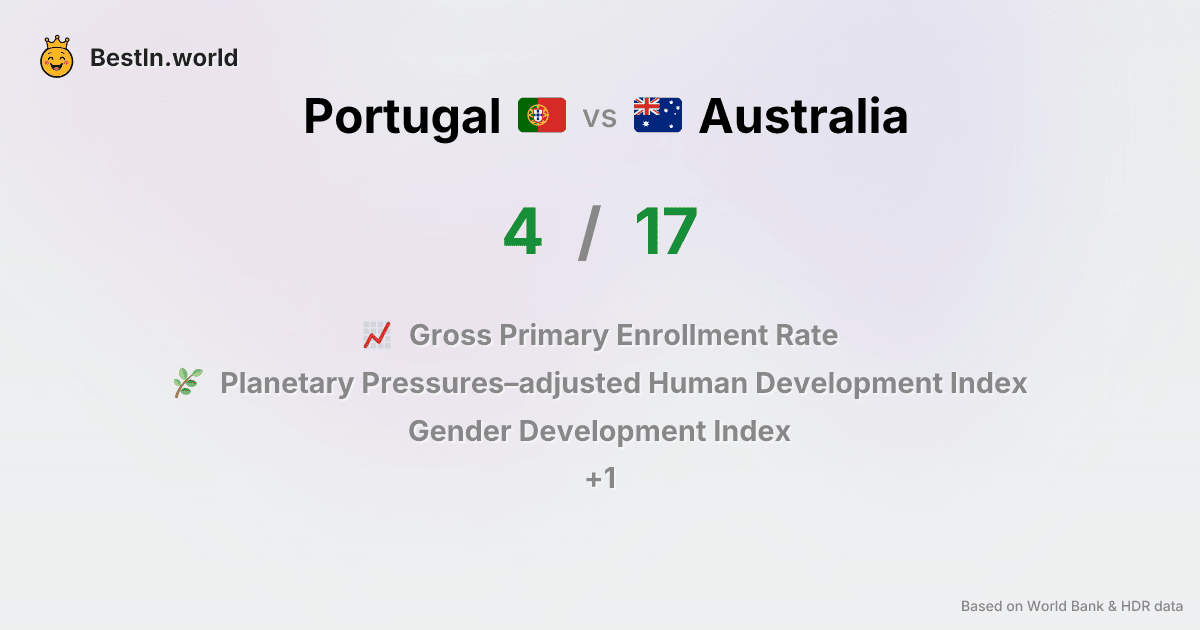 BestIn.world
Portugal vs Australia
4 / 17
Gross Primary Enrollment Rate
Planetary Pressures–adjusted Human Development Index
Gender Development Index
+1
Based on World Bank & HDR data